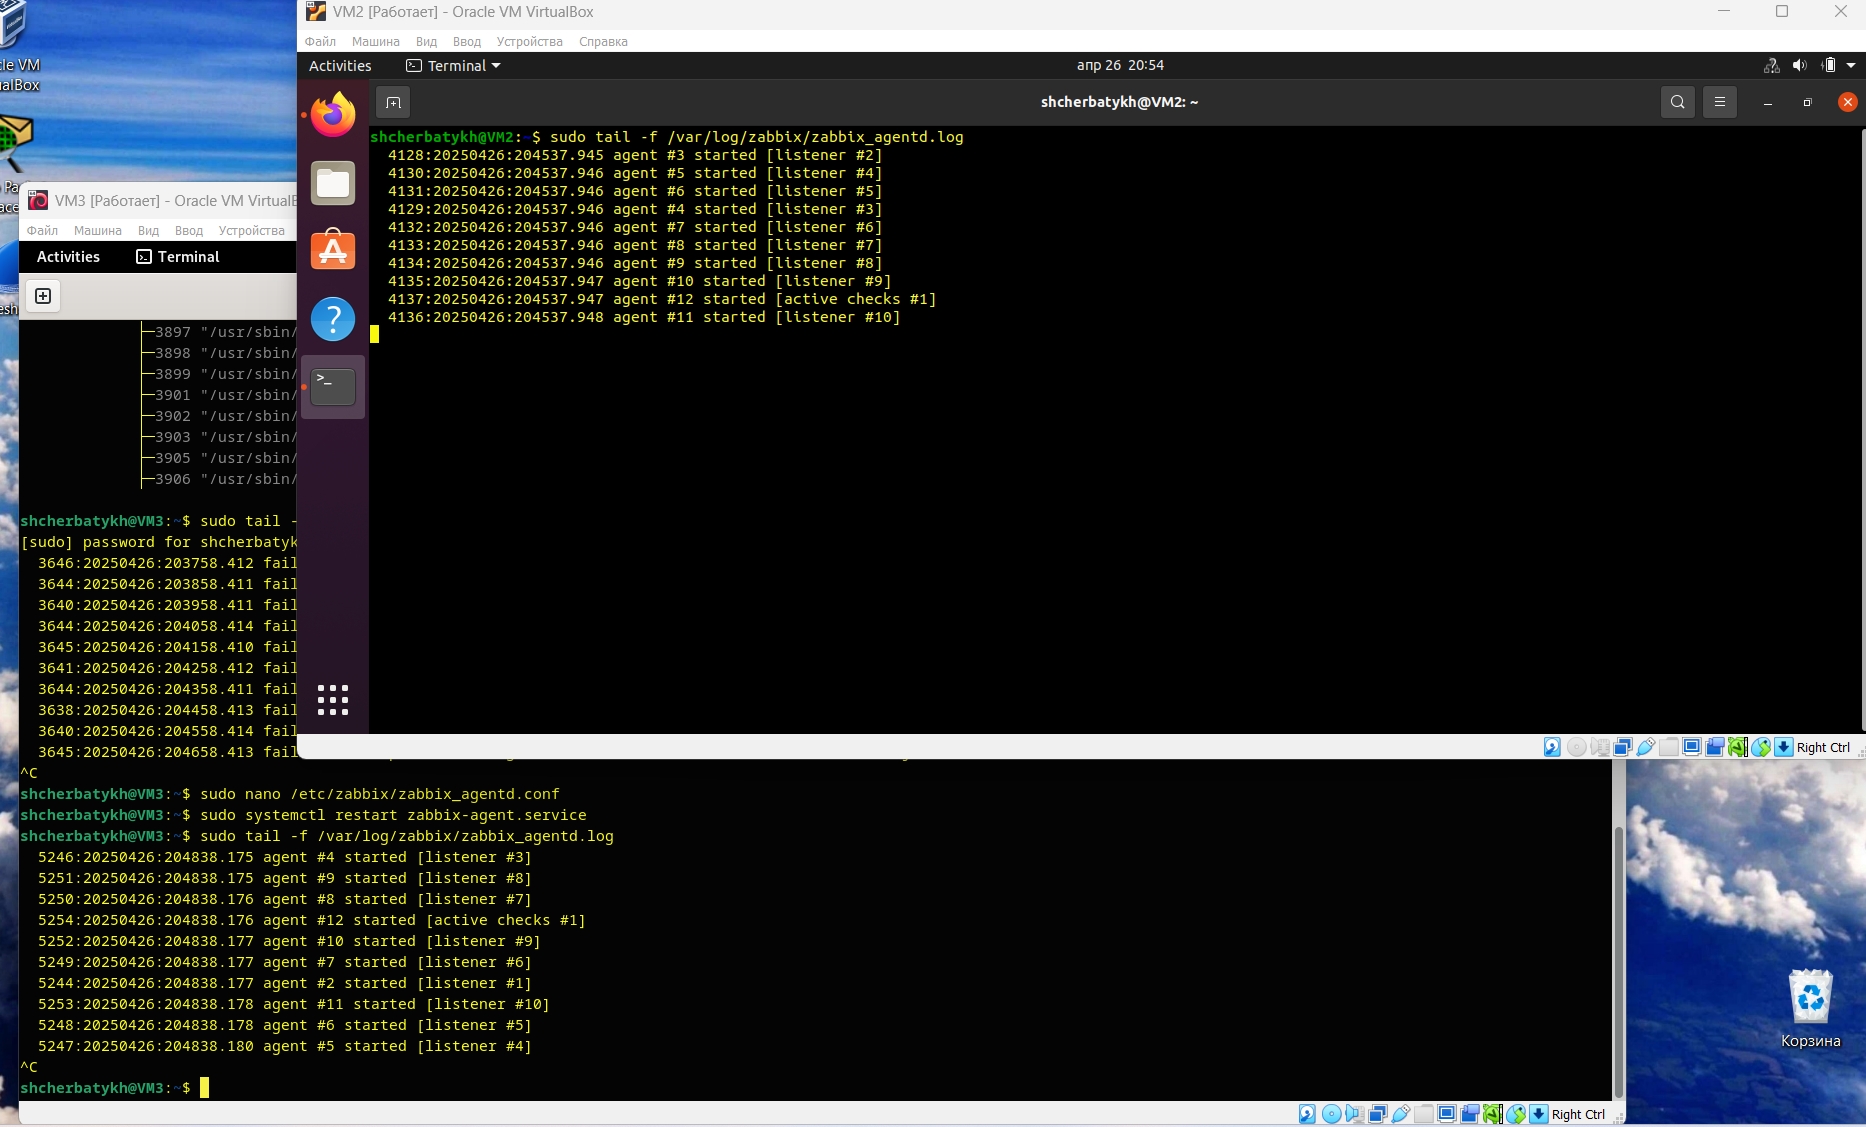 VM2 [Работает] - Oracle VM VirtualBox
Файл Машина Вид Ввод Устройства Справка
Activities Terminal апр 26 20:54
shcherbatykh@VM2: ~
shcherbatykh@VM2:~$ sudo tail -f /var/log/zabbix/zabbix_agentd.log
4128:20250426:204537.945 agent #3 started [listener #2]
4130:20250426:204537.946 agent #5 started [listener #4]
4131:20250426:204537.946 agent #6 started [listener #5]
4129:20250426:204537.946 agent #4 started [listener #3]
4132:20250426:204537.946 agent #7 started [listener #6]
4133:20250426:204537.946 agent #8 started [listener #7]
4134:20250426:204537.946 agent #9 started [listener #8]
4135:20250426:204537.947 agent #10 started [listener #9]
4137:20250426:204537.947 agent #12 started [active checks #1]
4136:20250426:204537.948 agent #11 started [listener #10]
Right Ctrl
cle VM
ualBox
VM3 [Работает] - Oracle VM VirtualB
Файл Машина Вид Ввод Устройства
Activities Terminal
3897 "/usr/sbin/
3898 "/usr/sbin/
3899 "/usr/sbin/
3901 "/usr/sbin/
3902 "/usr/sbin/
3903 "/usr/sbin/
3905 "/usr/sbin/
3906 "/usr/sbin/
shcherbatykh@VM3:~$ sudo tail -
[sudo] password for shcherbatyk
3646:20250426:203758.412 fail
3644:20250426:203858.411 fail
3640:20250426:203958.411 fail
3644:20250426:204058.414 fail
3645:20250426:204158.410 fail
3641:20250426:204258.412 fail
3644:20250426:204358.411 fail
3638:20250426:204458.413 fail
3640:20250426:204558.414 fail
3645:20250426:204658.413 fail
^C
shcherbatykh@VM3:~$ sudo nano /etc/zabbix/zabbix_agentd.conf
shcherbatykh@VM3:~$ sudo systemctl restart zabbix-agent.service
shcherbatykh@VM3:~$ sudo tail -f /var/log/zabbix/zabbix_agentd.log
5246:20250426:204838.175 agent #4 started [listener #3]
5251:20250426:204838.175 agent #9 started [listener #8]
5250:20250426:204838.176 agent #8 started [listener #7]
5254:20250426:204838.176 agent #12 started [active checks #1]
5252:20250426:204838.177 agent #10 started [listener #9]
5249:20250426:204838.177 agent #7 started [listener #6]
5244:20250426:204838.177 agent #2 started [listener #1]
5253:20250426:204838.178 agent #11 started [listener #10]
5248:20250426:204838.178 agent #6 started [listener #5]
5247:20250426:204838.180 agent #5 started [listener #4]
^C
shcherbatykh@VM3:~$
Right Ctrl
Корзина